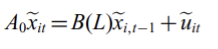 A₀x̃ᵢₜ = B(L)x̃ᵢ,ₜ₋₁ + ũᵢₜ